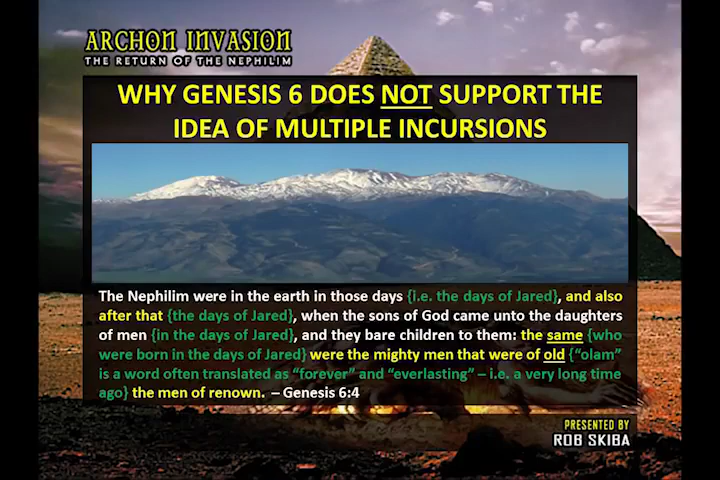 ARCHON INVASION
THE RETURN OF THE NEPHILIM
WHY GENESIS 6 DOES NOT SUPPORT THE
IDEA OF MULTIPLE INCURSIONS
The Nephilim were in the earth in those days {i.e. the days of Jared}, and also
after that {the days of Jared}, when the sons of God came unto the daughters
of men {in the days of Jared}, and they bare children to them: the same {who
were born in the days of Jared} were the mighty men that were of old {“olam”
is a word often translated as “forever” and “everlasting” – i.e. a very long time
ago} the men of renown. – Genesis 6:4
PRESENTED BY
ROB SKIBA